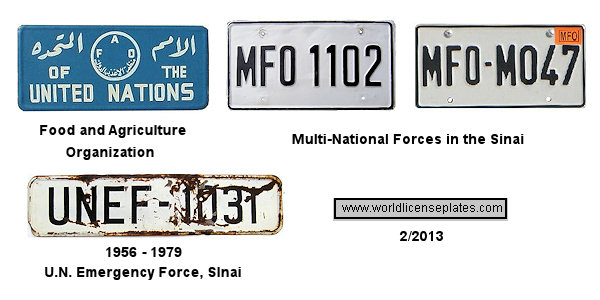 الأمم المتحدة
F A O
OF THE
UNITED NATIONS
MFO 1102
MFO
MFO-M047
Food and Agriculture
Organization
Multi-National Forces in the Sinai
UNEF-1031
1956 - 1979
U.N. Emergency Force, SInai
www.worldlicenseplates.com
2/2013